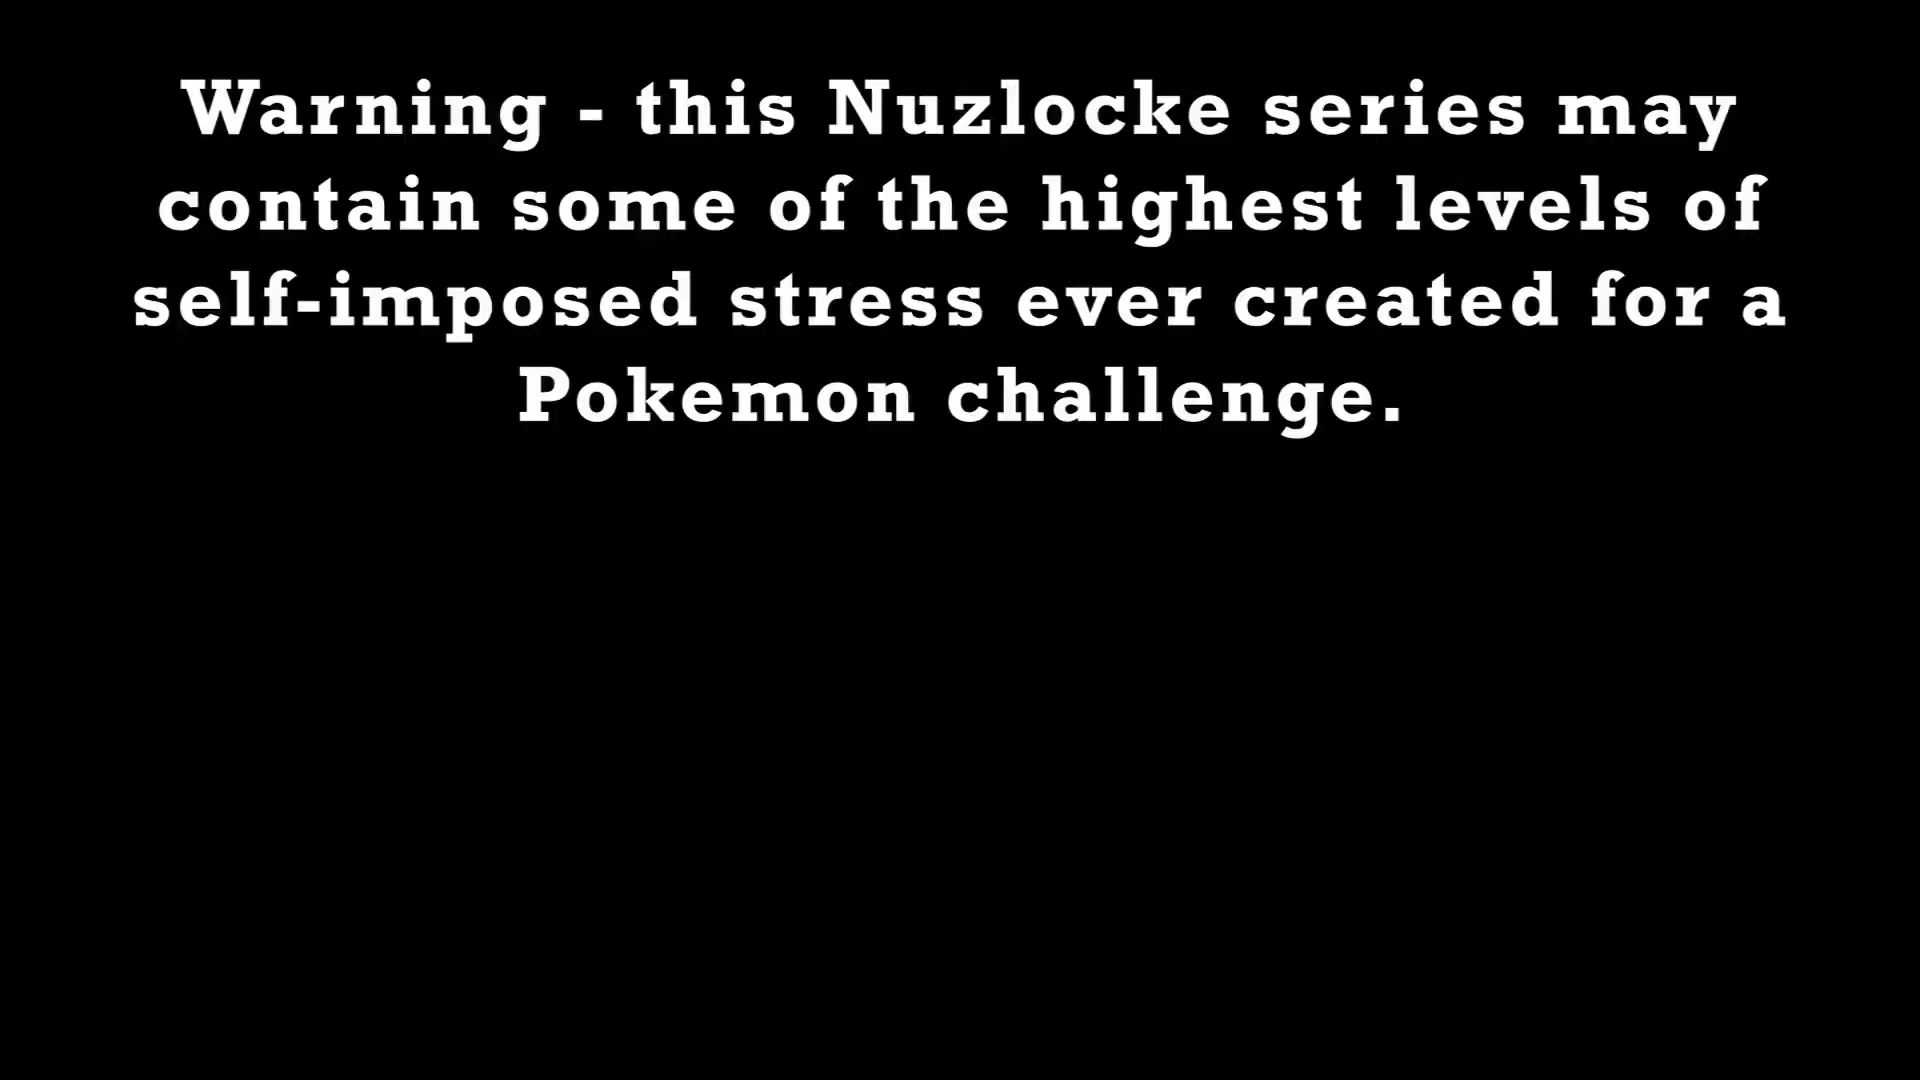 Warning - this Nuzlocke series may
contain some of the highest levels of
self-imposed stress ever created for a
Pokemon challenge.